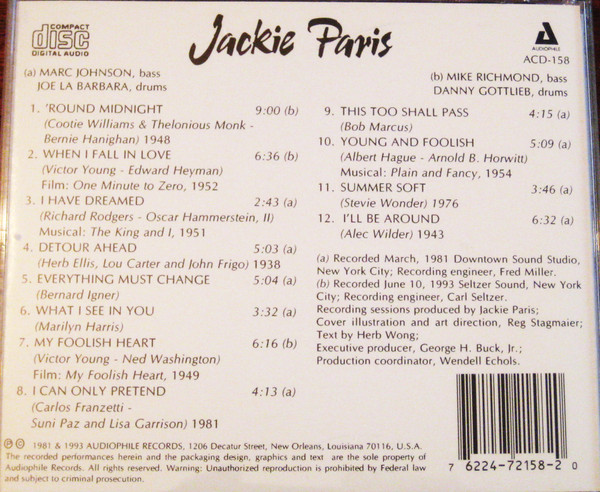 COMPACT
disc
DIGITAL AUDIO
Jackie Paris
AUDIOPHILE
ACD-158
(a) MARC JOHNSON, bass
JOE LA BARBARA, drums
(b) MIKE RICHMOND, bass
DANNY GOTTLIEB, drums
1. 'ROUND MIDNIGHT 9:00 (b)
(Cootie Williams & Thelonious Monk -
Bernie Hanighan) 1948
2. WHEN I FALL IN LOVE 6:36 (b)
(Victor Young - Edward Heyman)
Film: One Minute to Zero, 1952
3. I HAVE DREAMED 2:43 (a)
(Richard Rodgers - Oscar Hammerstein, II)
Musical: The King and I, 1951
4. DETOUR AHEAD 5:03 (a)
(Herb Ellis, Lou Carter and John Frigo) 1938
5. EVERYTHING MUST CHANGE 5:04 (a)
(Bernard Igner)
6. WHAT I SEE IN YOU 3:32 (a)
(Marilyn Harris)
7. MY FOOLISH HEART 6:16 (b)
(Victor Young - Ned Washington)
Film: My Foolish Heart, 1949
8. I CAN ONLY PRETEND 4:13 (a)
(Carlos Franzetti -
Suni Paz and Lisa Garrison) 1981
9. THIS TOO SHALL PASS 4:15 (a)
(Bob Marcus)
10. YOUNG AND FOOLISH 5:09 (a)
(Albert Hague - Arnold B. Horwitt)
Musical: Plain and Fancy, 1954
11. SUMMER SOFT 3:46 (a)
(Stevie Wonder) 1976
12. I'LL BE AROUND 6:32 (a)
(Alec Wilder) 1943
(a) Recorded March, 1981 Downtown Sound Studio,
New York City; Recording engineer, Fred Miller.
(b) Recorded June 10, 1993 Seltzer Sound, New York
City; Recording engineer, Carl Seltzer.
Recording sessions produced by Jackie Paris;
Cover illustration and art direction, Reg Stagmaier;
Text by Herb Wong;
Executive producer, George H. Buck, Jr.;
Production coordinator, Wendell Echols.
℗ © 1981 & 1993 AUDIOPHILE RECORDS, 1206 Decatur Street, New Orleans, Louisiana 70116, U.S.A.
The recorded performances herein and the packaging design, graphics and text are the sole property of
Audiophile Records. All rights reserved. Warning: Unauthorized reproduction is prohibited by Federal law
and subject to criminal prosecution.
7 62247-2158-2 0